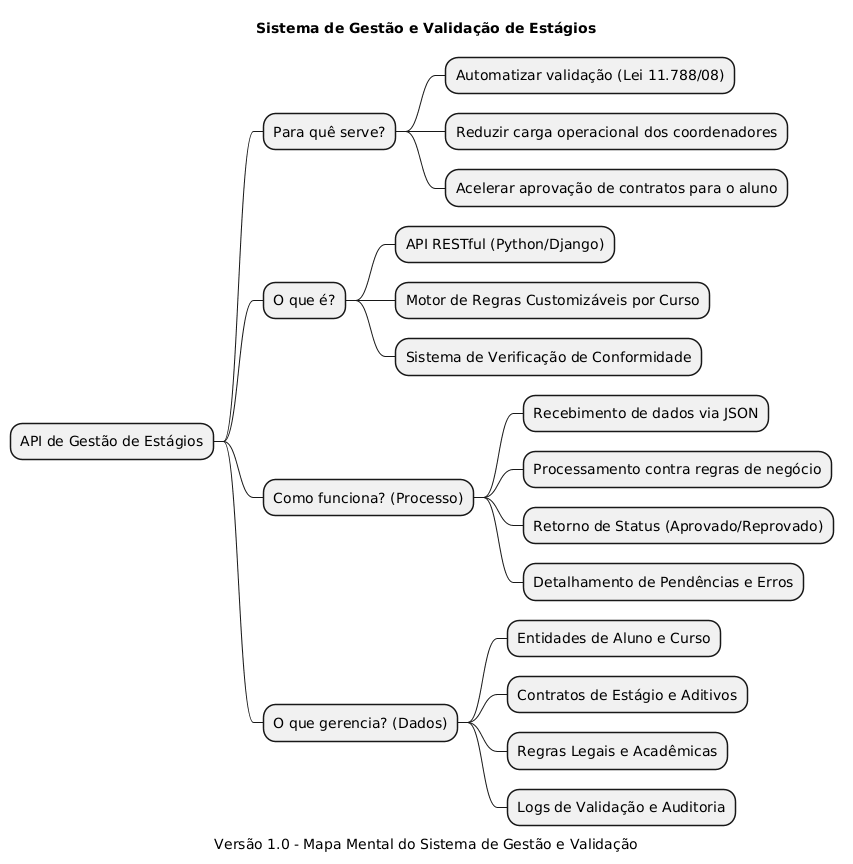 Sistema de Gestão e Validação de Estágios
API de Gestão de Estágios
Para quê serve?
Automatizar validação (Lei 11.788/08)
Reduzir carga operacional dos coordenadores
Acelerar aprovação de contratos para o aluno
O que é?
API RESTful (Python/Django)
Motor de Regras Customizáveis por Curso
Sistema de Verificação de Conformidade
Como funciona? (Processo)
Recebimento de dados via JSON
Processamento contra regras de negócio
Retorno de Status (Aprovado/Reprovado)
Detalhamento de Pendências e Erros
O que gerencia? (Dados)
Entidades de Aluno e Curso
Contratos de Estágio e Aditivos
Regras Legais e Acadêmicas
Logs de Validação e Auditoria
Versão 1.0 - Mapa Mental do Sistema de Gestão e Validação